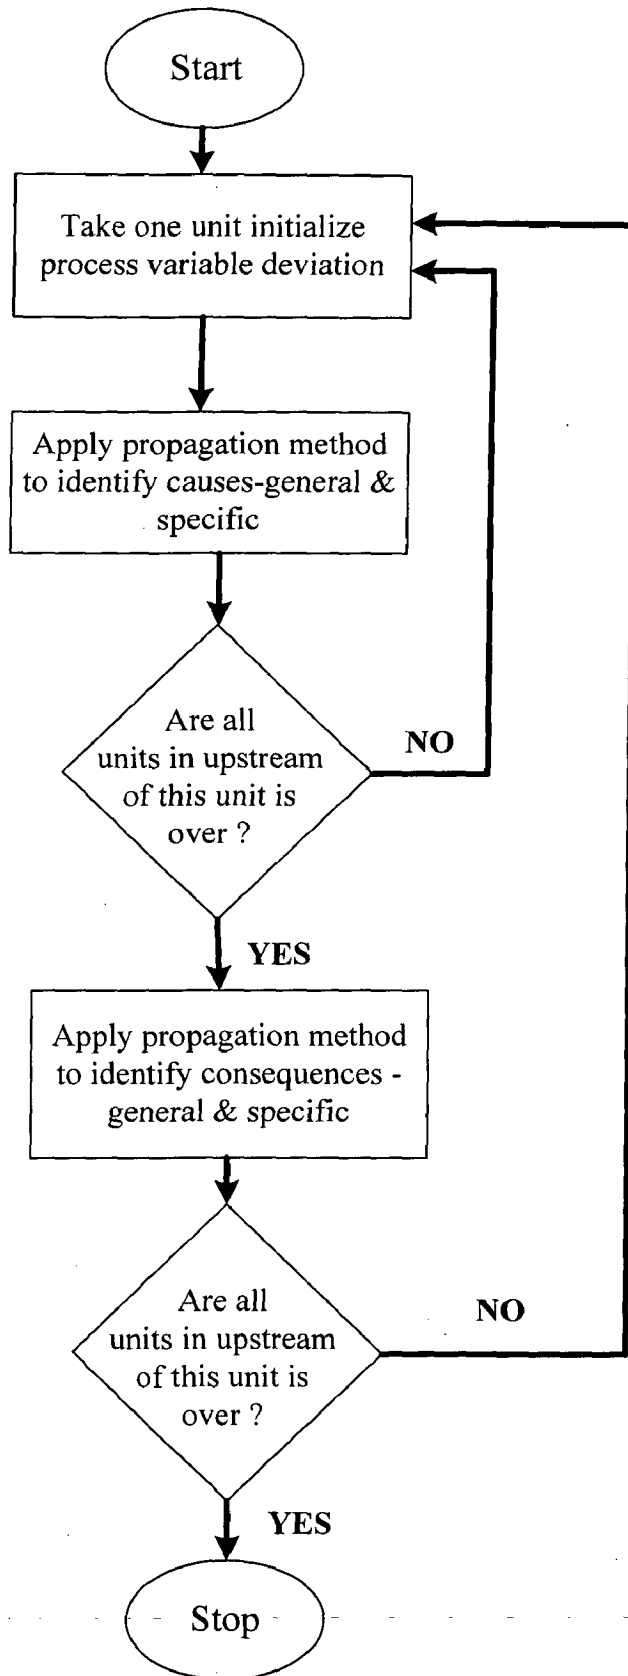 Start
Take one unit initialize
process variable deviation
Apply propagation method
to identify causes-general &
specific
Are all
units in upstream
of this unit is
over ?
NO
YES
Apply propagation method
to identify consequences -
general & specific
Are all
units in upstream
of this unit is
over ?
NO
YES
Stop